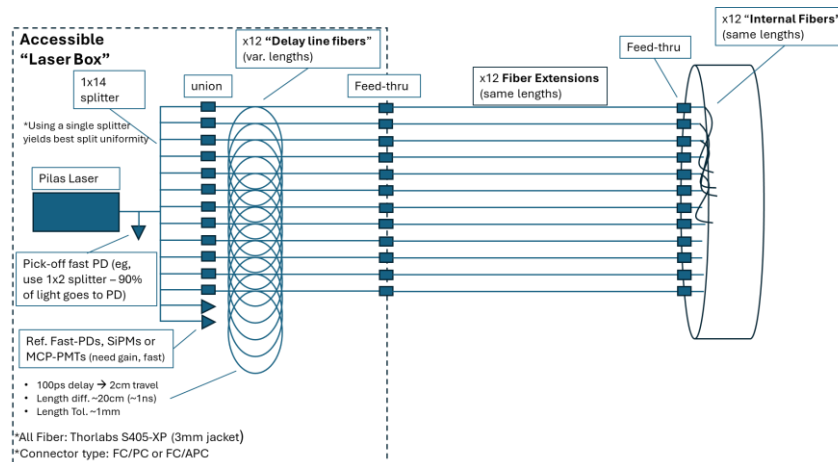 Accessible
“Laser Box”
1x14
splitter
*Using a single splitter
yields best split uniformity
Pilas Laser
Pick-off fast PD (eg,
use 1x2 splitter – 90%
of light goes to PD)
union
x12 “Delay line fibers”
(var. lengths)
Feed-thru
x12 Fiber Extensions
(same lengths)
Feed-thru
x12 “Internal Fibers”
(same lengths)
Ref. Fast-PDs, SiPMs or
MCP-PMTs (need gain, fast)
• 100ps delay → 2cm travel
• Length diff. ~20cm (~1ns)
• Length Tol. ~1mm
*All Fiber: Thorlabs S405-XP (3mm jacket)
*Connector type: FC/PC or FC/APC